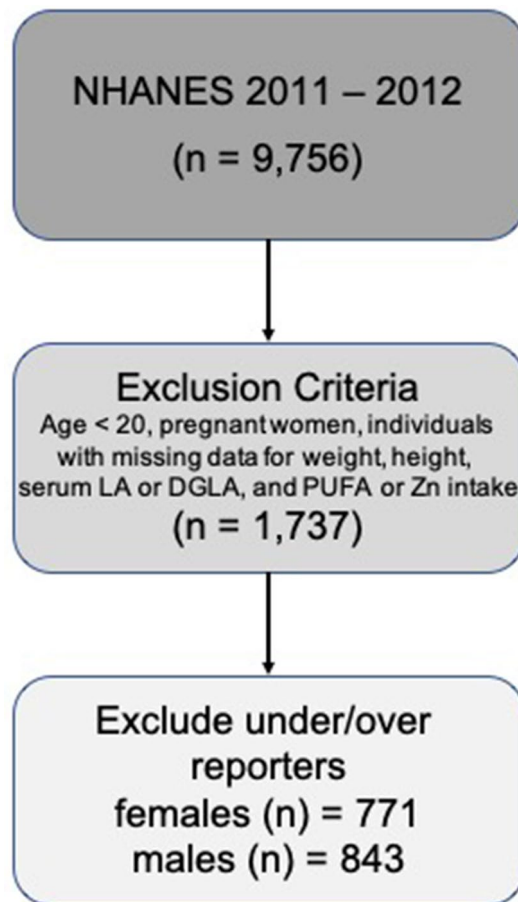 NHANES 2011 – 2012
(n = 9,756)
Exclusion Criteria
Age < 20, pregnant women, individuals
with missing data for weight, height,
serum LA or DGLA, and PUFA or Zn intake
(n = 1,737)
Exclude under/over
reporters
females (n) = 771
males (n) = 843